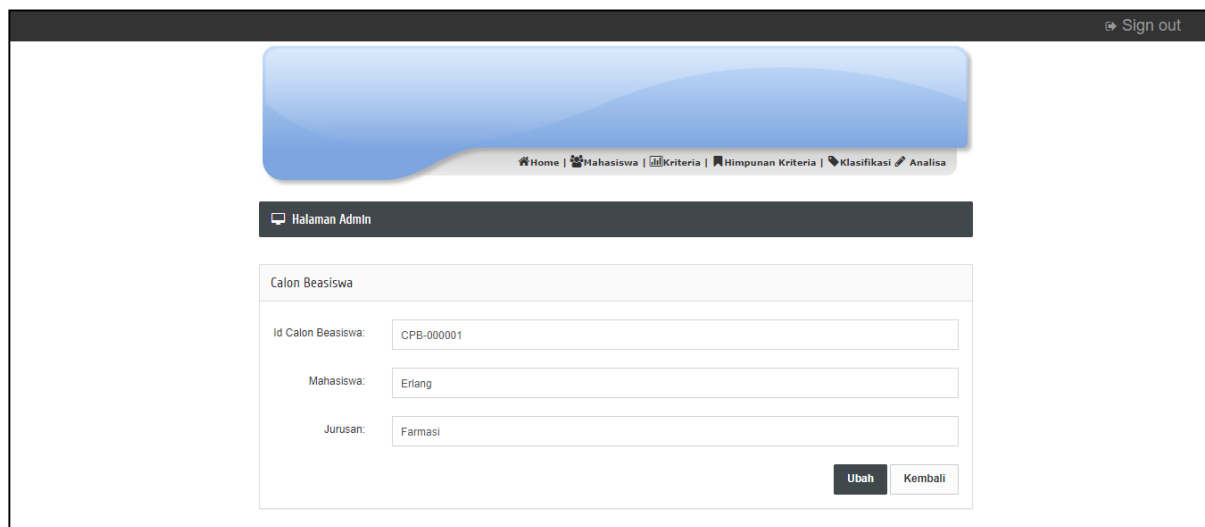 Sign out
Home | Mahasiswa | Kriteria | Himpunan Kriteria | Klasifikasi Analisa
Halaman Admin
Calon Beasiswa
Id Calon Beasiswa: CPB-000001
Mahasiswa: Erlang
Jurusan: Farmasi
Ubah Kembali